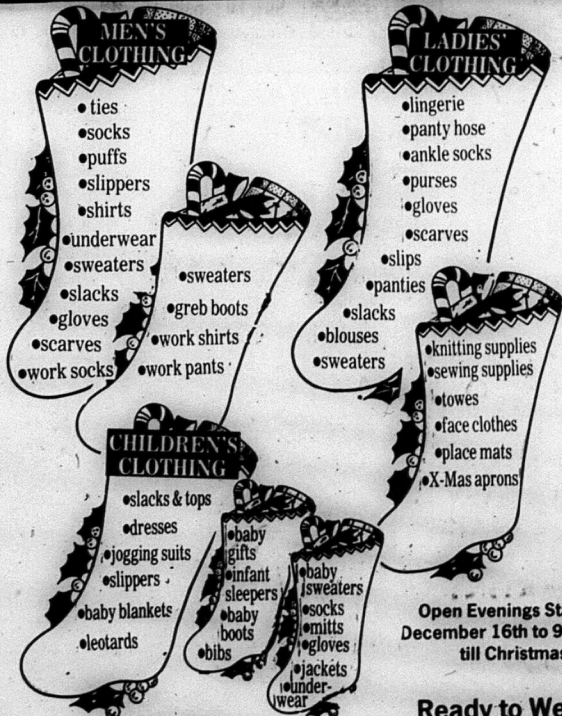 MEN'S
CLOTHING
•ties
•socks
•puffs
•slippers
•shirts
•underwear
•sweaters
•slacks
•gloves
•scarves
•work socks
•sweaters
•greb boots
•work shirts
•work pants
LADIES'
CLOTHING
•lingerie
•panty hose
•ankle socks
•purses
•gloves
•scarves
•slips
•panties
•slacks
•blouses
•sweaters
•knitting supplies
•sewing supplies
•towes
•face clothes
•place mats
•X-Mas aprons
CHILDREN'S
CLOTHING
•slacks & tops
•dresses
•jogging suits
•slippers
•baby blankets
•leotards
•baby
gifts
•infant
sleepers
•baby
boots
•bibs
•baby
sweaters
•socks
•mitts
•gloves
•jackets
•under-
wear
Open Evenings
December 16th to 9
till Christmas
Ready to